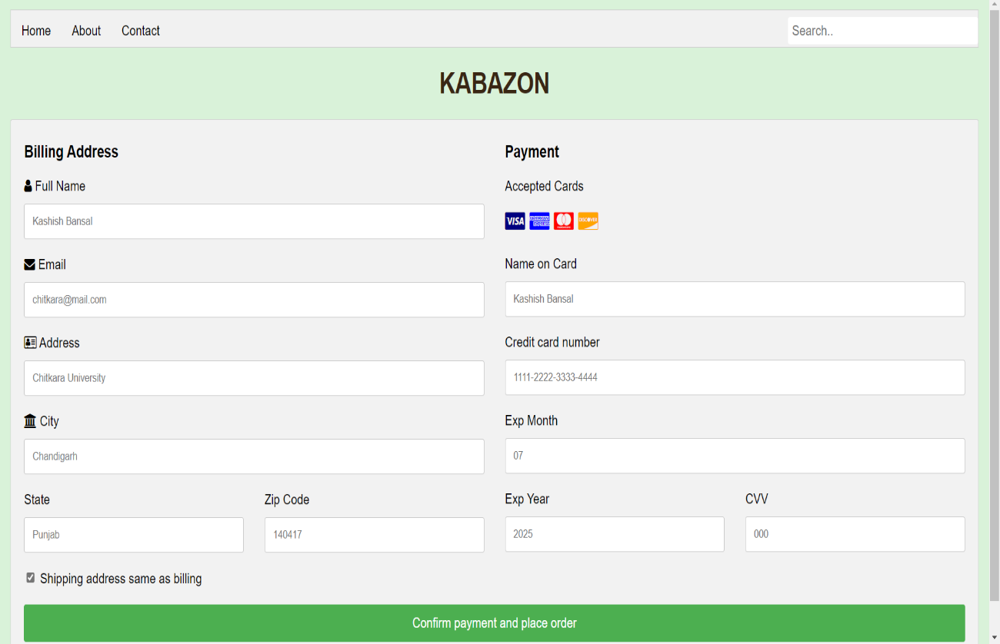 Home About Contact Search..
KABAZON
Billing Address
Full Name
Kashish Bansal
Email
chitkara@mail.com
Address
Chitkara University
City
Chandigarh
State Zip Code
Punjab 140417
Shipping address same as billing
Payment
Accepted Cards
VISA AMERICAN EXPRESS DISCOVER
Name on Card
Kashish Bansal
Credit card number
1111-2222-3333-4444
Exp Month
07
Exp Year CVV
2025 000
Confirm payment and place order